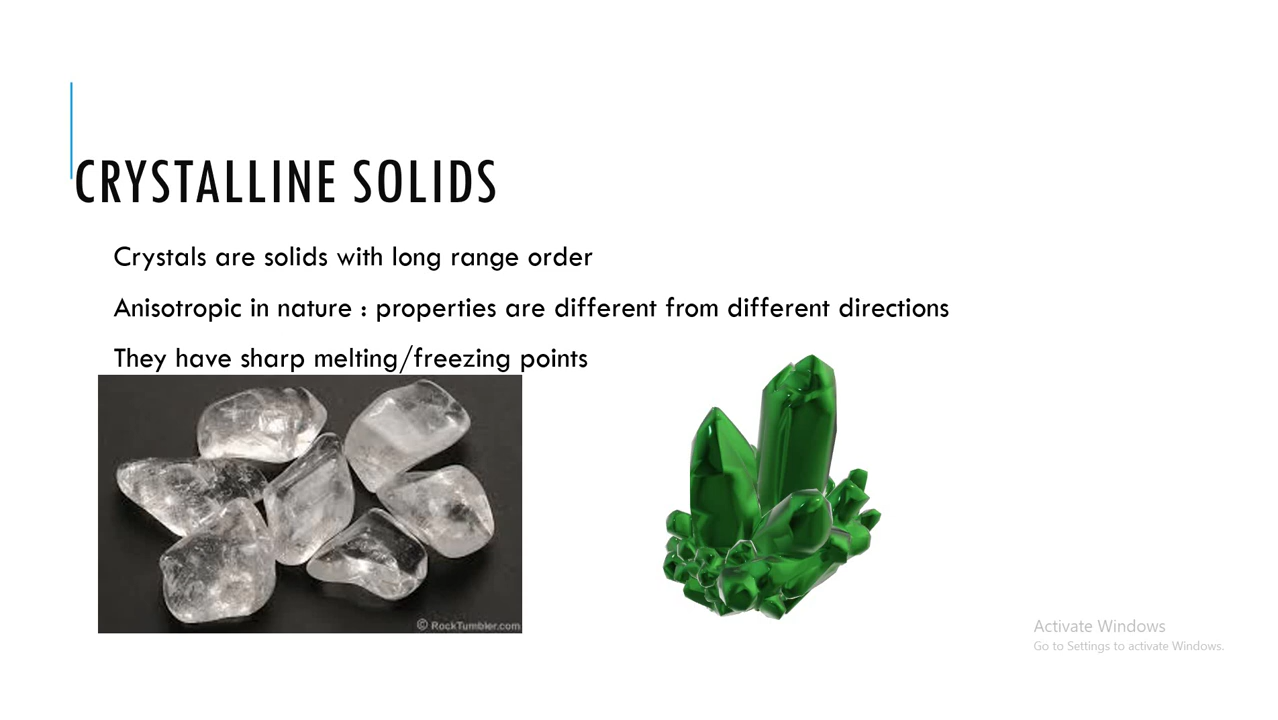 CRYSTALLINE SOLIDS
Crystals are solids with long range order
Anisotropic in nature : properties are different from different directions
They have sharp melting/freezing points
© RockTumbler.com
Activate Windows
Go to Settings to activate Windows.